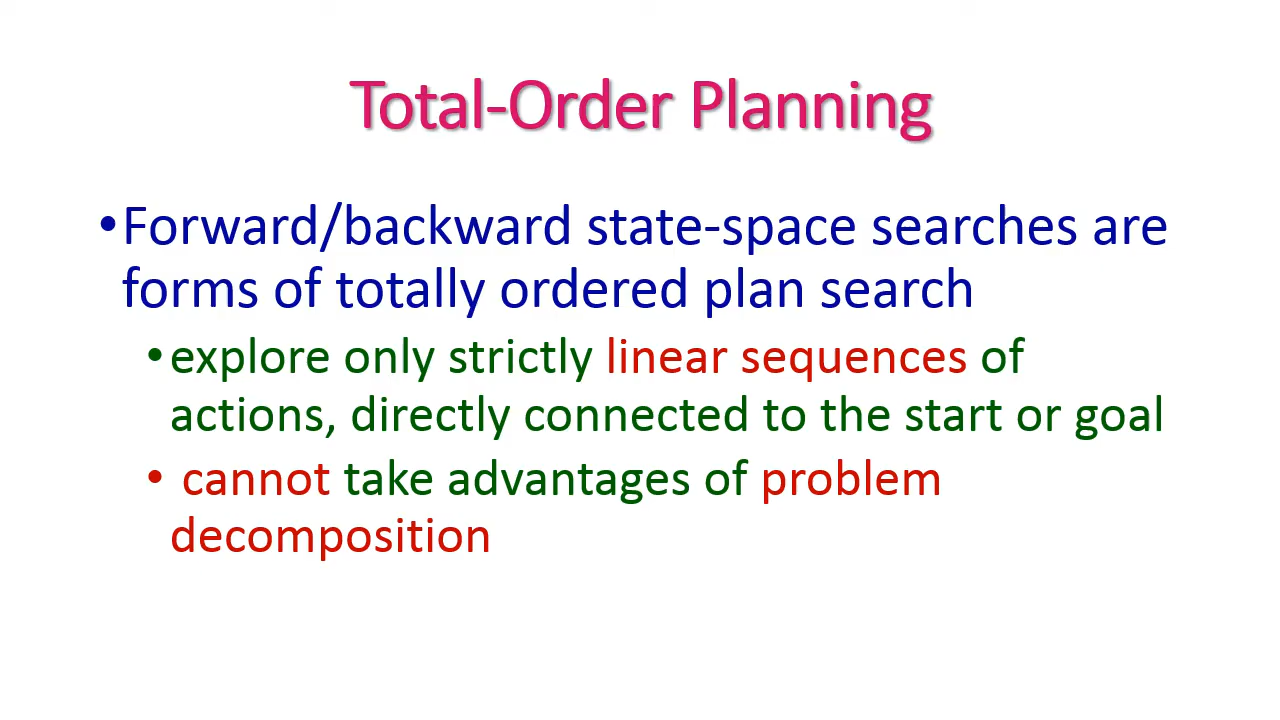 Total-Order Planning
•Forward/backward state-space searches are
forms of totally ordered plan search
•explore only strictly linear sequences of
actions, directly connected to the start or goal
• cannot take advantages of problem
decomposition